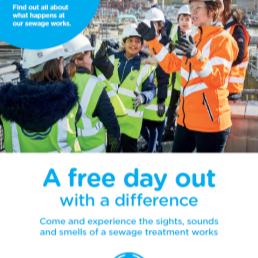 Find out all about
what happens at
our sewage works.
A free day out
with a difference
Come and experience the sights, sounds
and smells of a sewage treatment works